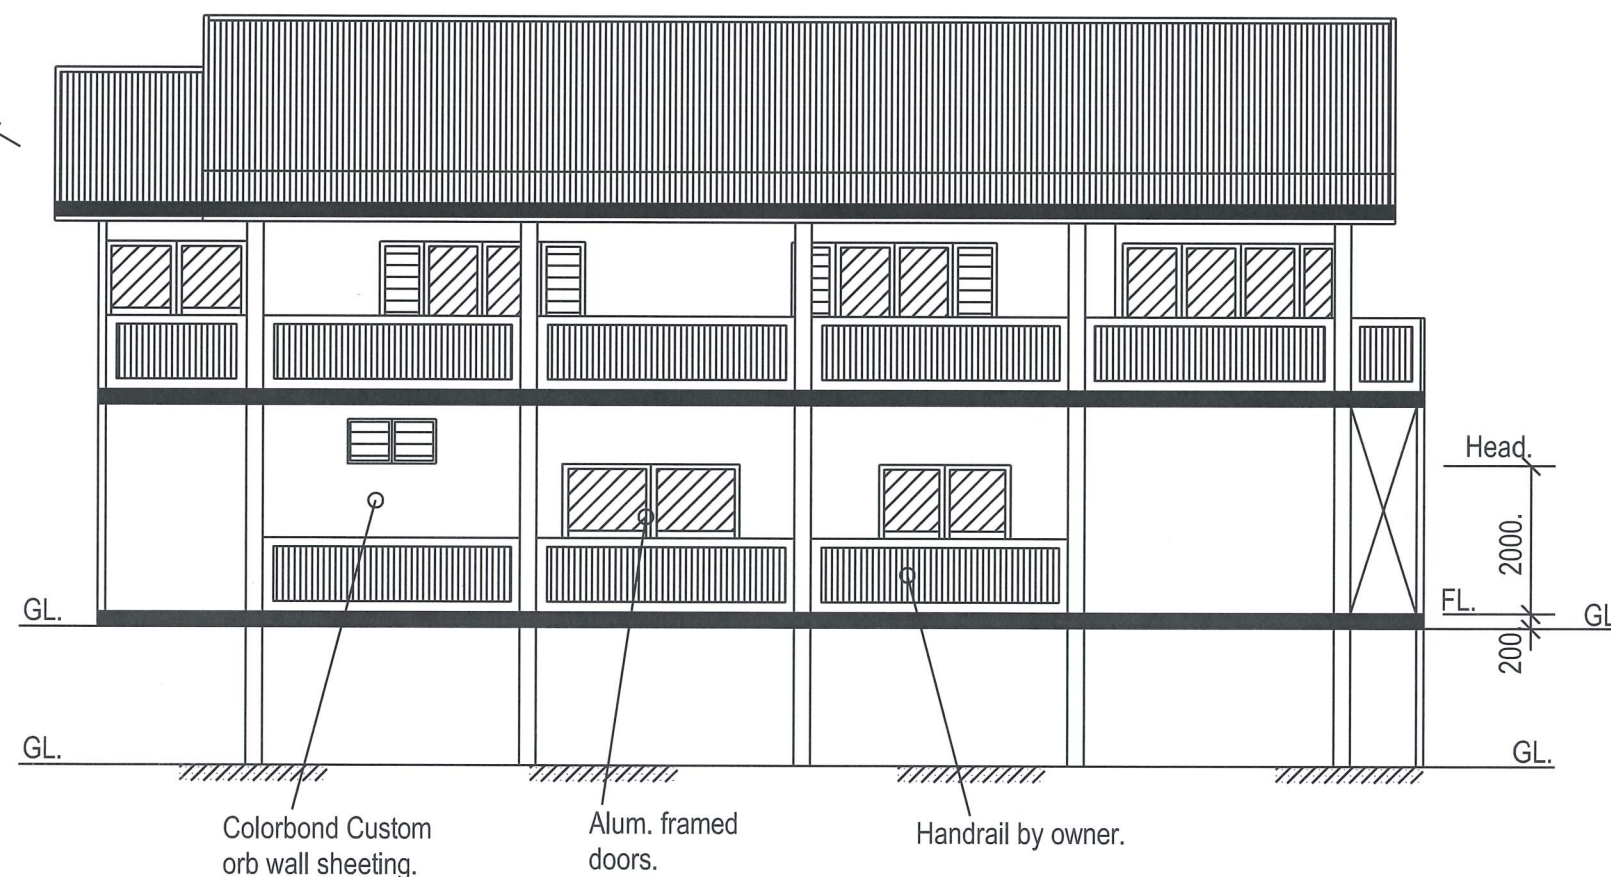 Head.
2000.
FL.
GL.
GL
200
GL.
GL.
Colorbond Custom
orb wall sheeting.
Alum. framed
doors.
Handrail by owner.